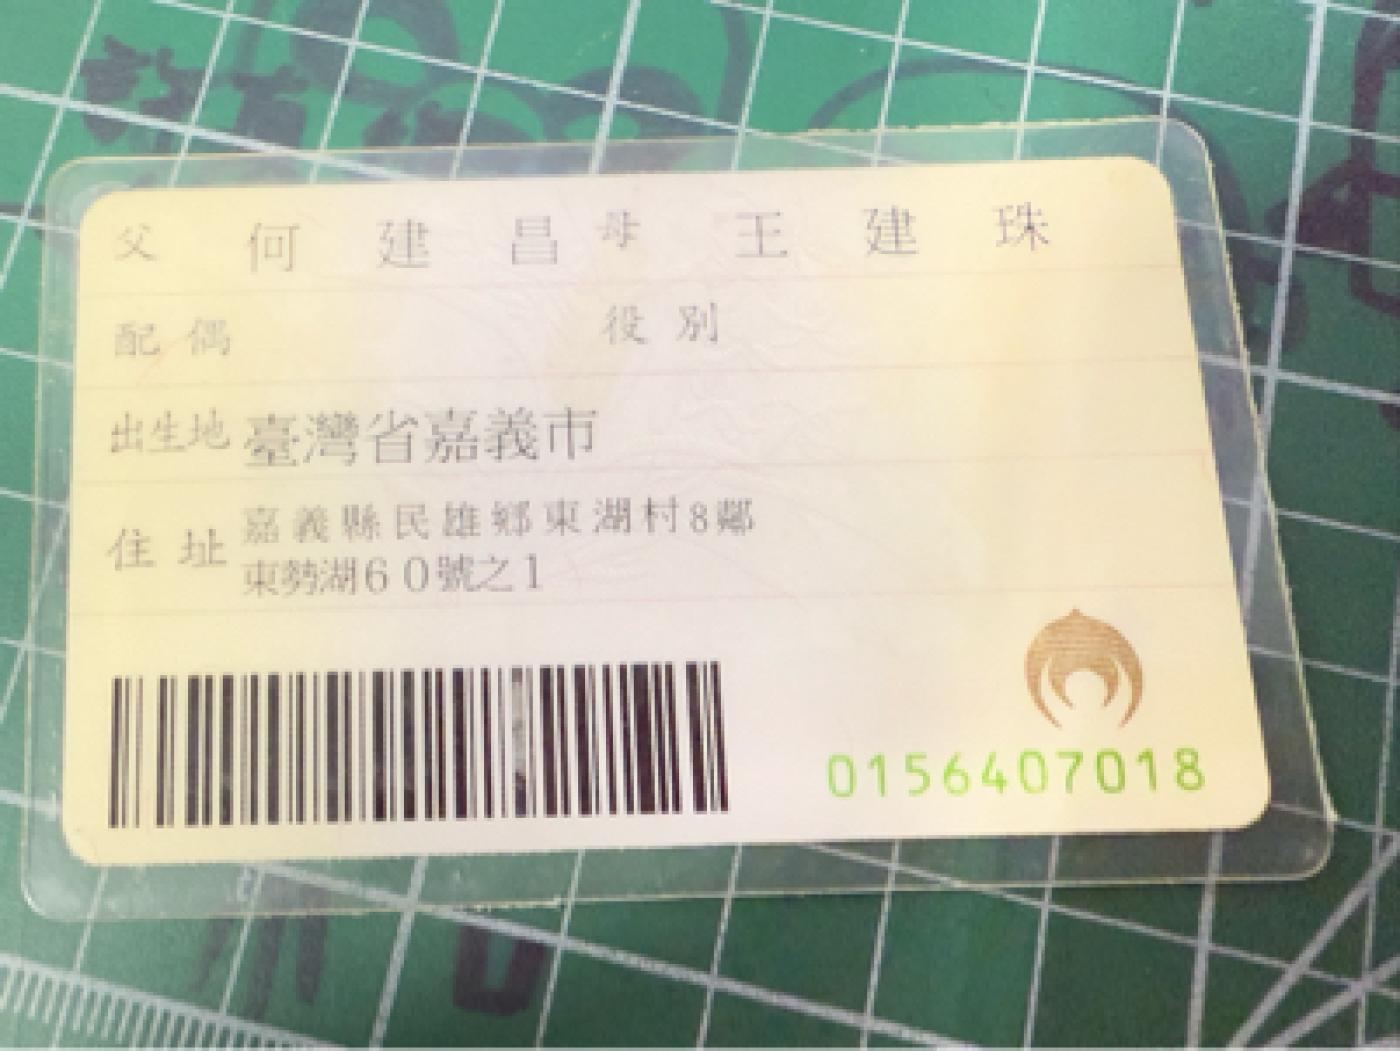 父 何建昌 母 王建珠
配偶 役別
出生地 臺灣省嘉義市
住址 嘉義縣民雄鄉東湖村8鄰
東勢湖60號之1
0156407018